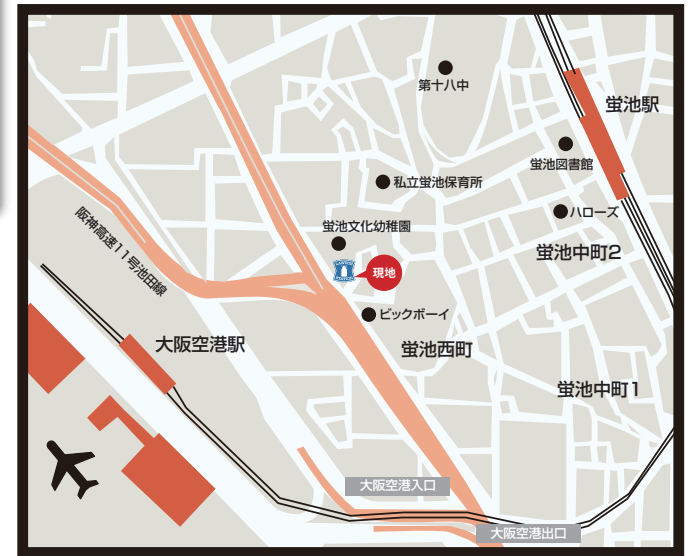 第十八中
蛍池駅
蛍池図書館
私立蛍池保育所
ハローズ
蛍池文化幼稚園
阪神高速11号池田線
蛍池中町2
現地
ビックボーイ
大阪空港駅
蛍池西町
蛍池中町1
大阪空港入口
大阪空港出口